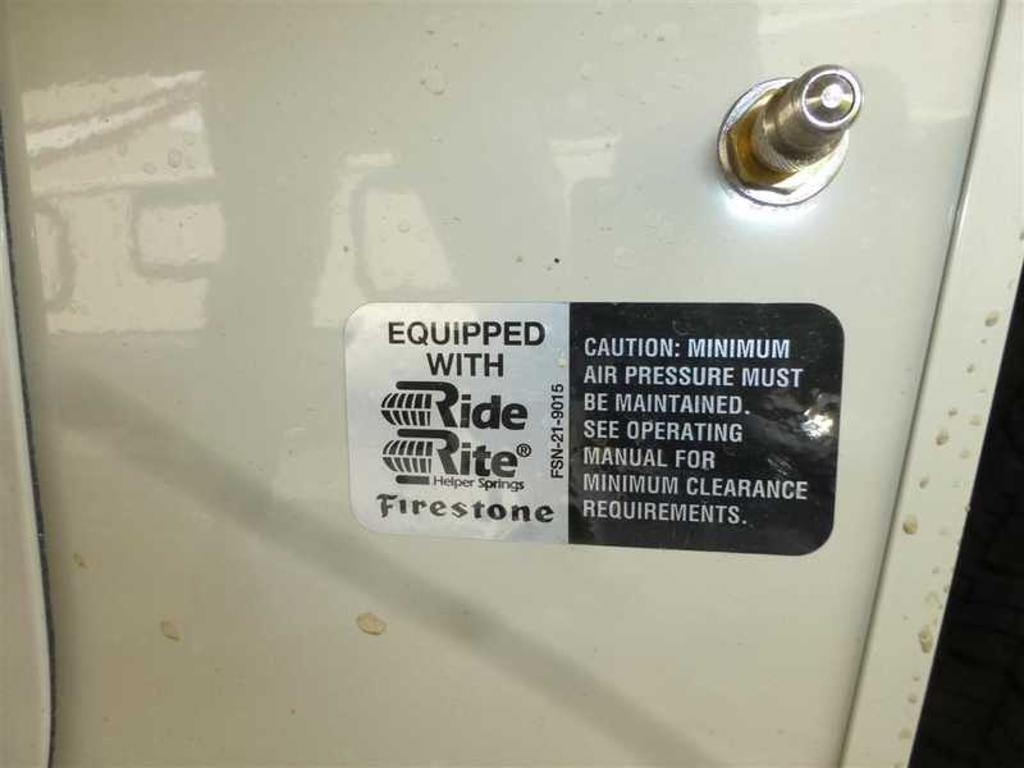 EQUIPPED
WITH
Ride
Rite®
Helper Springs
Firestone
FSN-21-9015
CAUTION: MINIMUM
AIR PRESSURE MUST
BE MAINTAINED.
SEE OPERATING
MANUAL FOR
MINIMUM CLEARANCE
REQUIREMENTS.